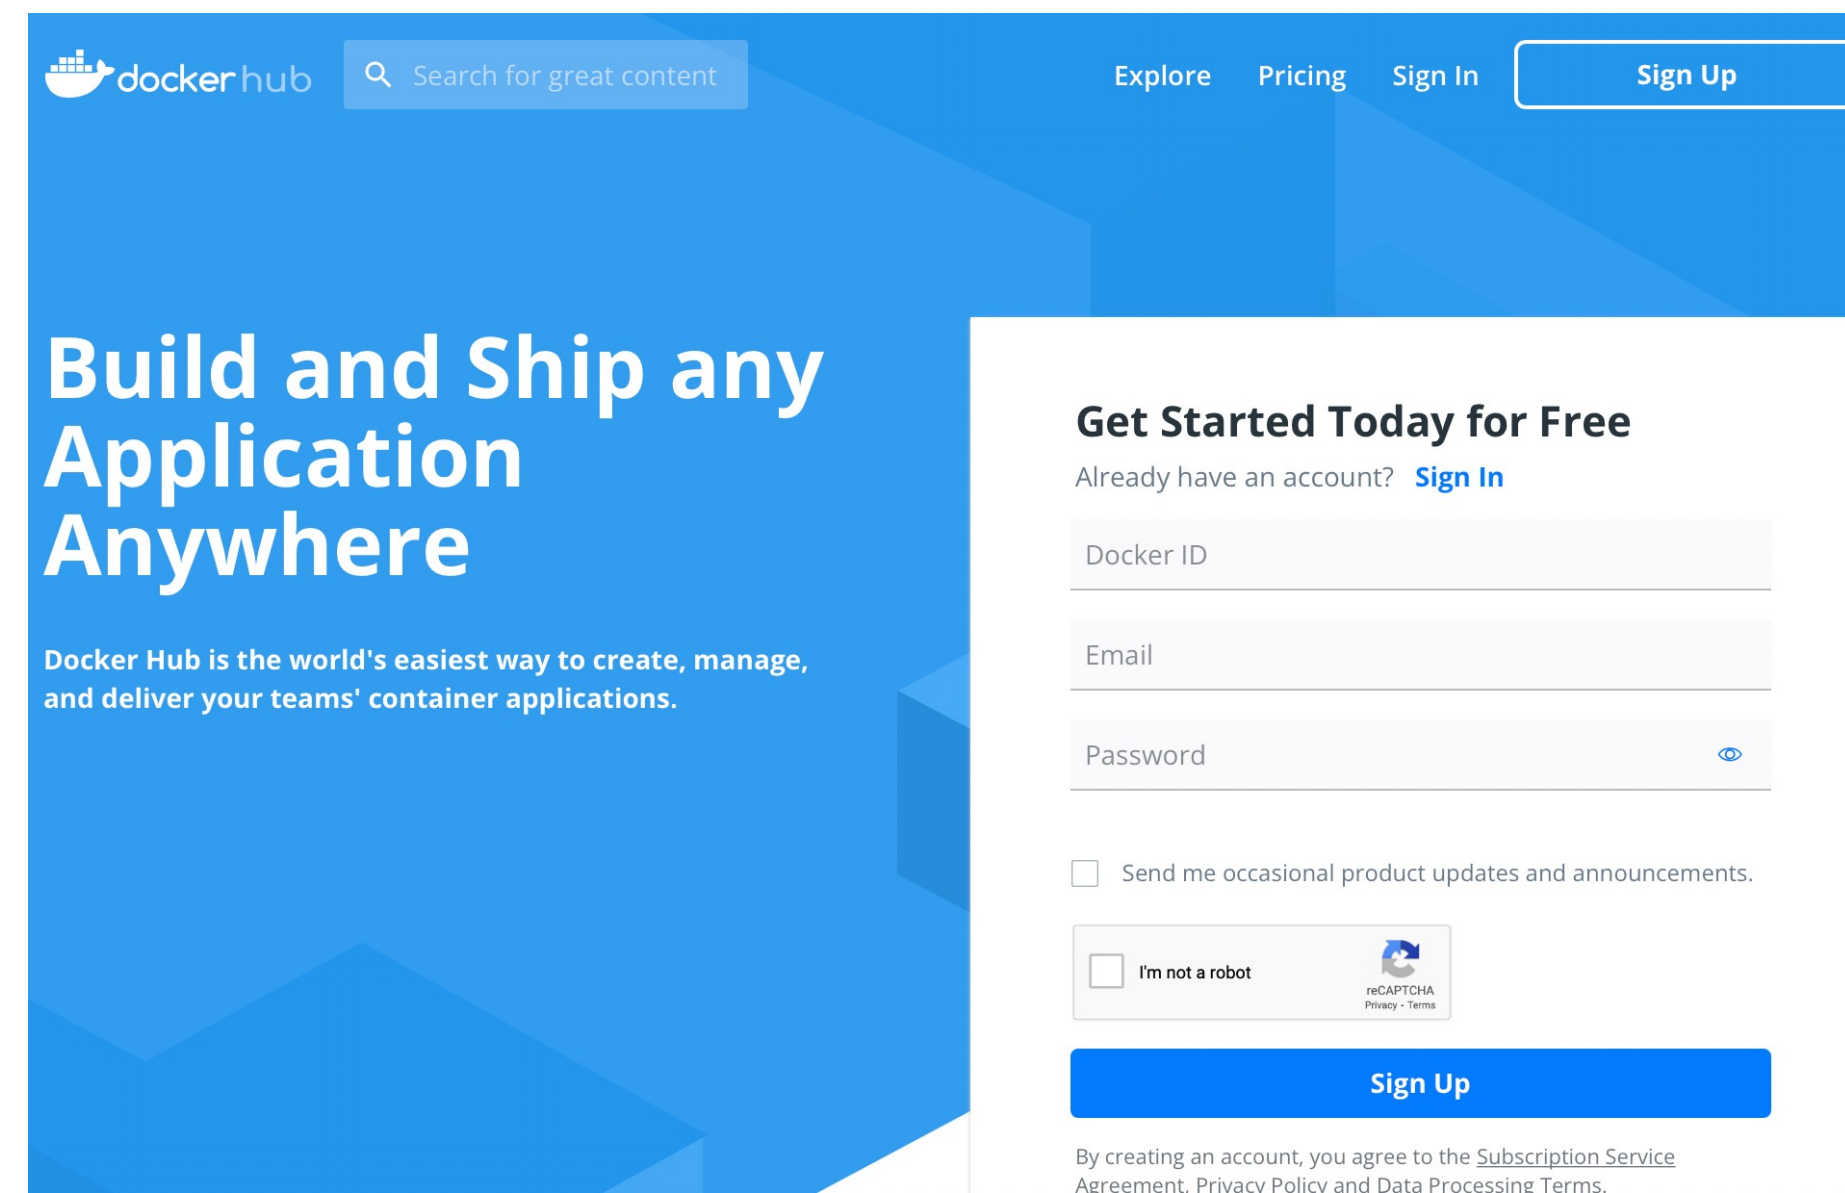 dockerhub
Search for great content
Explore
Pricing
Sign In
Sign Up
Build and Ship any
Application
Anywhere
Docker Hub is the world's easiest way to create, manage,
and deliver your teams' container applications.
Get Started Today for Free
Already have an account? Sign In
Docker ID
Email
Password
Send me occasional product updates and announcements.
I'm not a robot
reCAPTCHA
Privacy - Terms
Sign Up
By creating an account, you agree to the Subscription Service
Agreement, Privacy Policy and Data Processing Terms.